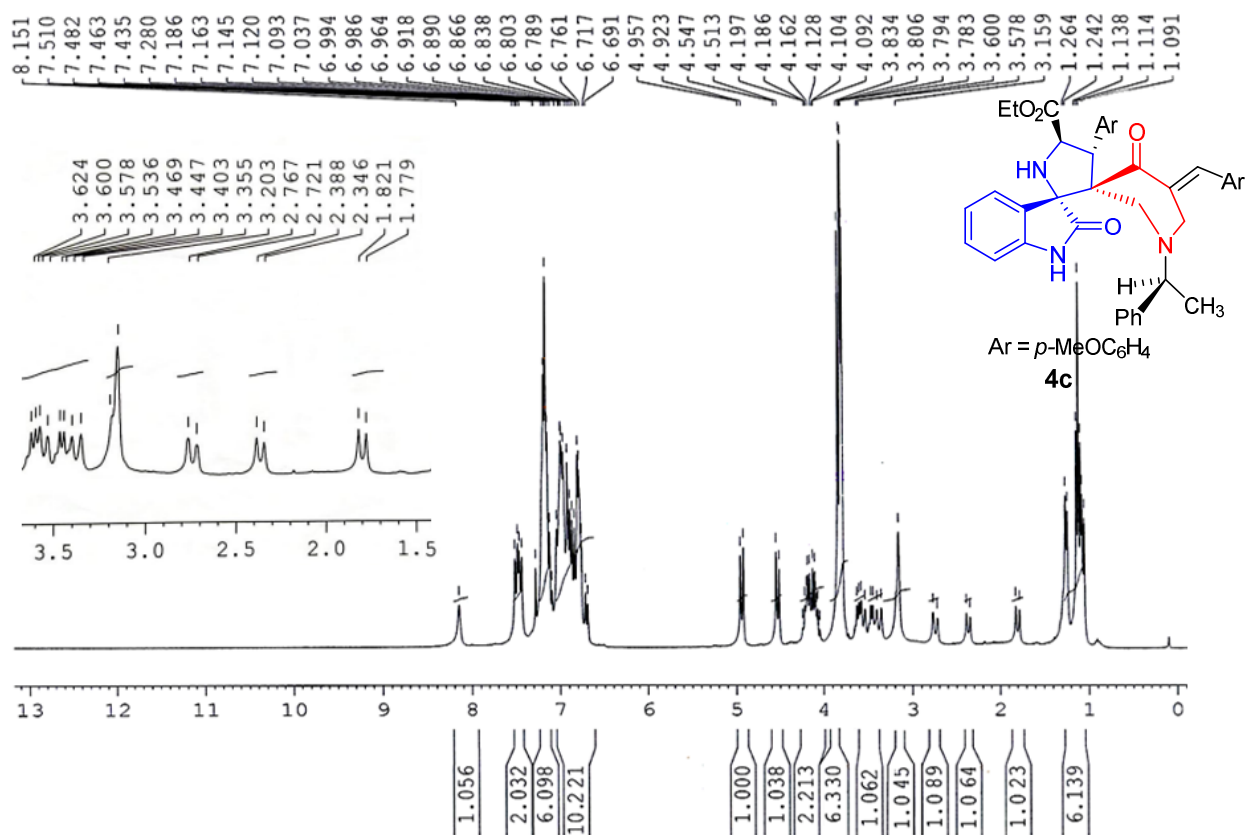 8.151 7.510 7.482 7.463 7.435 7.280 7.186 7.163 7.145 7.120 7.093 7.037 6.994 6.986 6.964 6.918 6.890 6.866 6.838 6.803 6.789 6.761 6.717 6.691 4.957 4.923 4.547 4.513 4.197 4.186 4.162 4.128 4.104 4.092 3.834 3.806 3.794 3.783 3.600 3.578 3.159 1.264 1.242 1.138 1.114 1.091
3.624 3.600 3.578 3.536 3.469 3.447 3.403 3.355 3.203 2.767 2.721 2.388 2.346 1.821 1.779
EtO2C
Ar
O
HN
Ar
O
N
H
N
H
CH3
Ph
Ar = p-MeOC6H4
4c
3.5 3.0 2.5 2.0 1.5
13 12 11 10 9 8 7 6 5 4 3 2 1 0
1.056 2.032 6.098 10.221 1.000 1.038 2.213 6.330 1.062 1.045 1.089 1.064 1.023 6.139